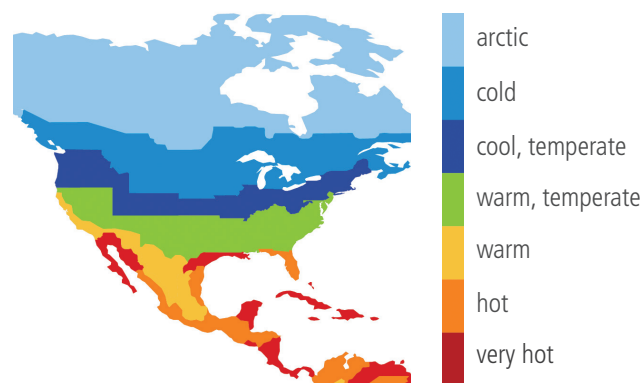 arctic
cold
cool, temperate
warm, temperate
warm
hot
very hot